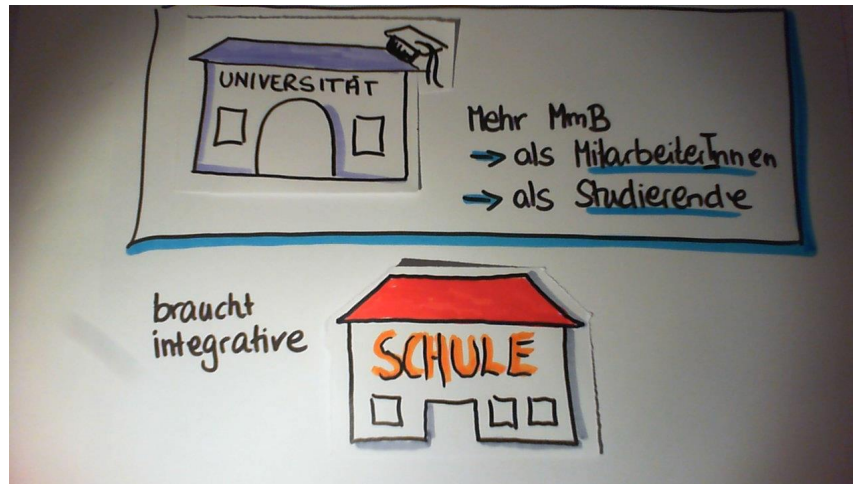 UNIVERSITÄT
Mehr MmB
→ als MitarbeiterInnen
→ als Studierende
braucht
integrative
SCHULE